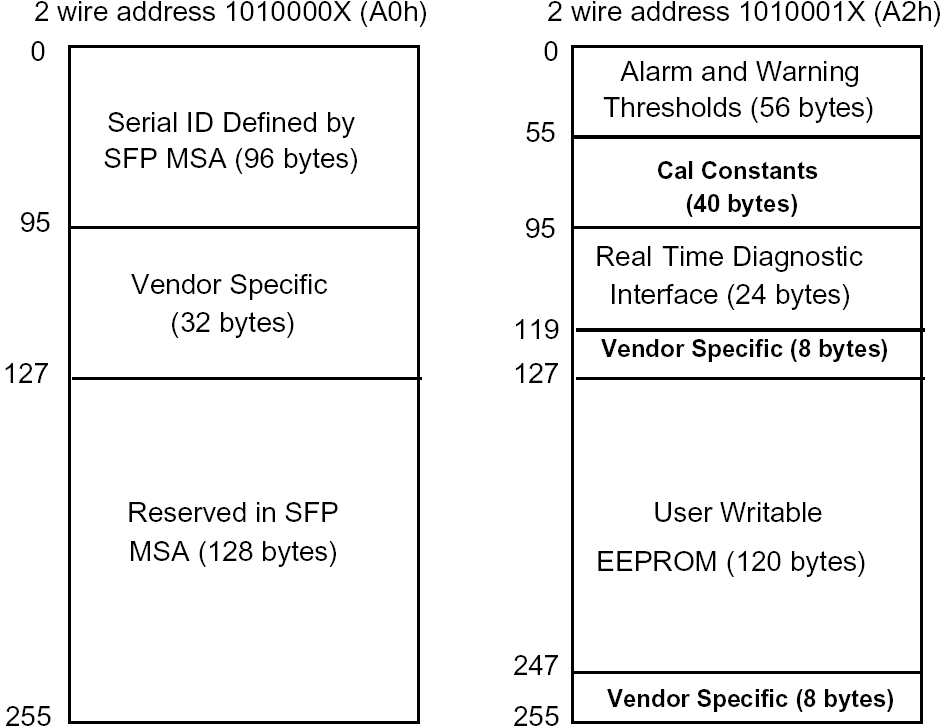 2 wire address 1010000X (A0h)
0
Serial ID Defined by
SFP MSA (96 bytes)
95
Vendor Specific
(32 bytes)
127
Reserved in SFP
MSA (128 bytes)
255
2 wire address 1010001X (A2h)
0
Alarm and Warning
Thresholds (56 bytes)
55
Cal Constants
(40 bytes)
95
Real Time Diagnostic
Interface (24 bytes)
119
Vendor Specific (8 bytes)
127
User Writable
EEPROM (120 bytes)
247
Vendor Specific (8 bytes)
255